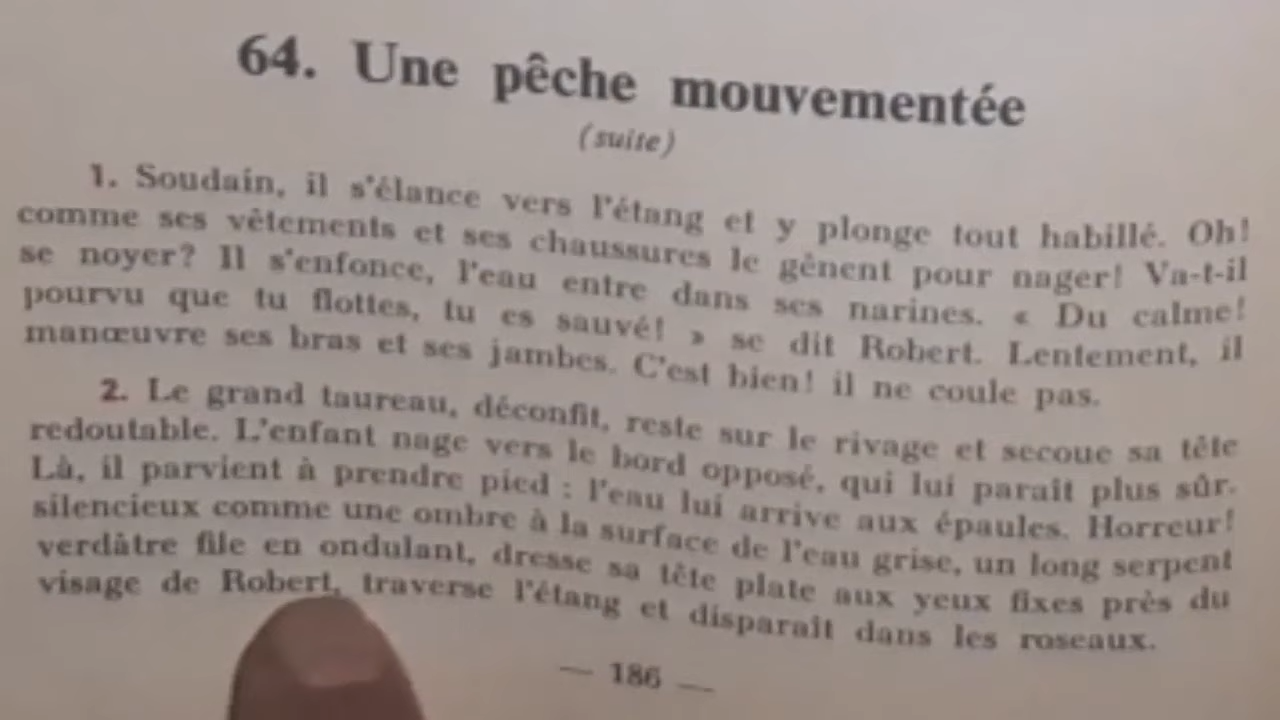 64. Une pêche mouvementée
(suite)
1. Soudain, il s'élance vers l'étang et y plonge tout habillé. Oh!
comme ses vêtements et ses chaussures le gênent pour nager! Va-t-il
se noyer? Il s'enfonce, l'eau entre dans ses narines. « Du calme!
pourvu que tu flottes, tu es sauvé! » se dit Robert. Lentement, il
manœuvre ses bras et ses jambes. C'est bien! il ne coule pas.
2. Le grand taureau, déconfit, reste sur le rivage et secoue sa tête
redoutable. L'enfant nage vers le bord opposé, qui lui paraît plus sûr.
Là, il parvient à prendre pied : l'eau lui arrive aux épaules. Horreur!
silencieux comme une ombre à la surface de l'eau grise, un long serpent
verdâtre file en ondulant, dresse sa tête plate aux yeux fixes près du
visage de Robert, traverse l'étang et disparaît dans les roseaux.
— 186 —